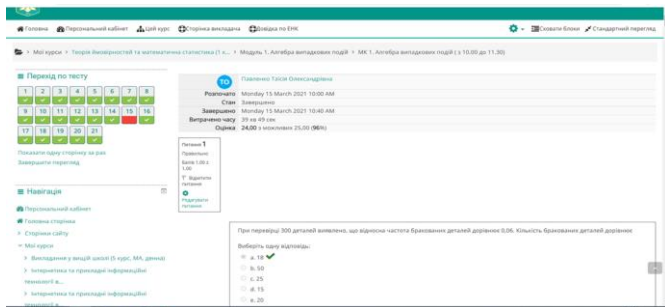 Головна Персональний кабінет Цей курс Сторінка викладача Довідка по ЕНК Сховати блоки Стандартний перегляд
Мої курси Теорія ймовірностей та математична статистика (1 к... Модуль 1. Алгебра випадкових подій МК 1. Алгебра випадкових подій ( з 10.00 до 11.30)
Перехід по тесту
1 2 3 4 5 6 7 8
9 10 11 12 13 14 15 16
17 18 19 20 21
Показати одну сторінку за раз
Завершити перегляд
Навігація
Персональний кабінет
Головна сторінка
Сторінки сайту
Мої курси
Викладання у вищій школі (5 курс, МА, денна)
Інтернетика та прикладні інформаційні
технології в...
Інтернетика та прикладні інформаційні
технології в...
ТО Павленко Таїсія Олександрівна
Розпочато Monday 15 March 2021 10:00 AM
Стан Завершено
Завершено Monday 15 March 2021 10:40 AM
Витрачено часу 39 хв 49 сек
Оцінка 24,00 з можливих 25,00 (96%)
Питання 1
Правильно
Балів 1,00 з
1,00
Відмітити
питання
Редагувати
питання
При перевірці 300 деталей виявлено, що відносна частота бракованих деталей дорівнює 0,06. Кількість бракованих деталей дорівнює
Виберіть одну відповідь:
a. 18
b. 50
c. 25
d. 15
e. 20